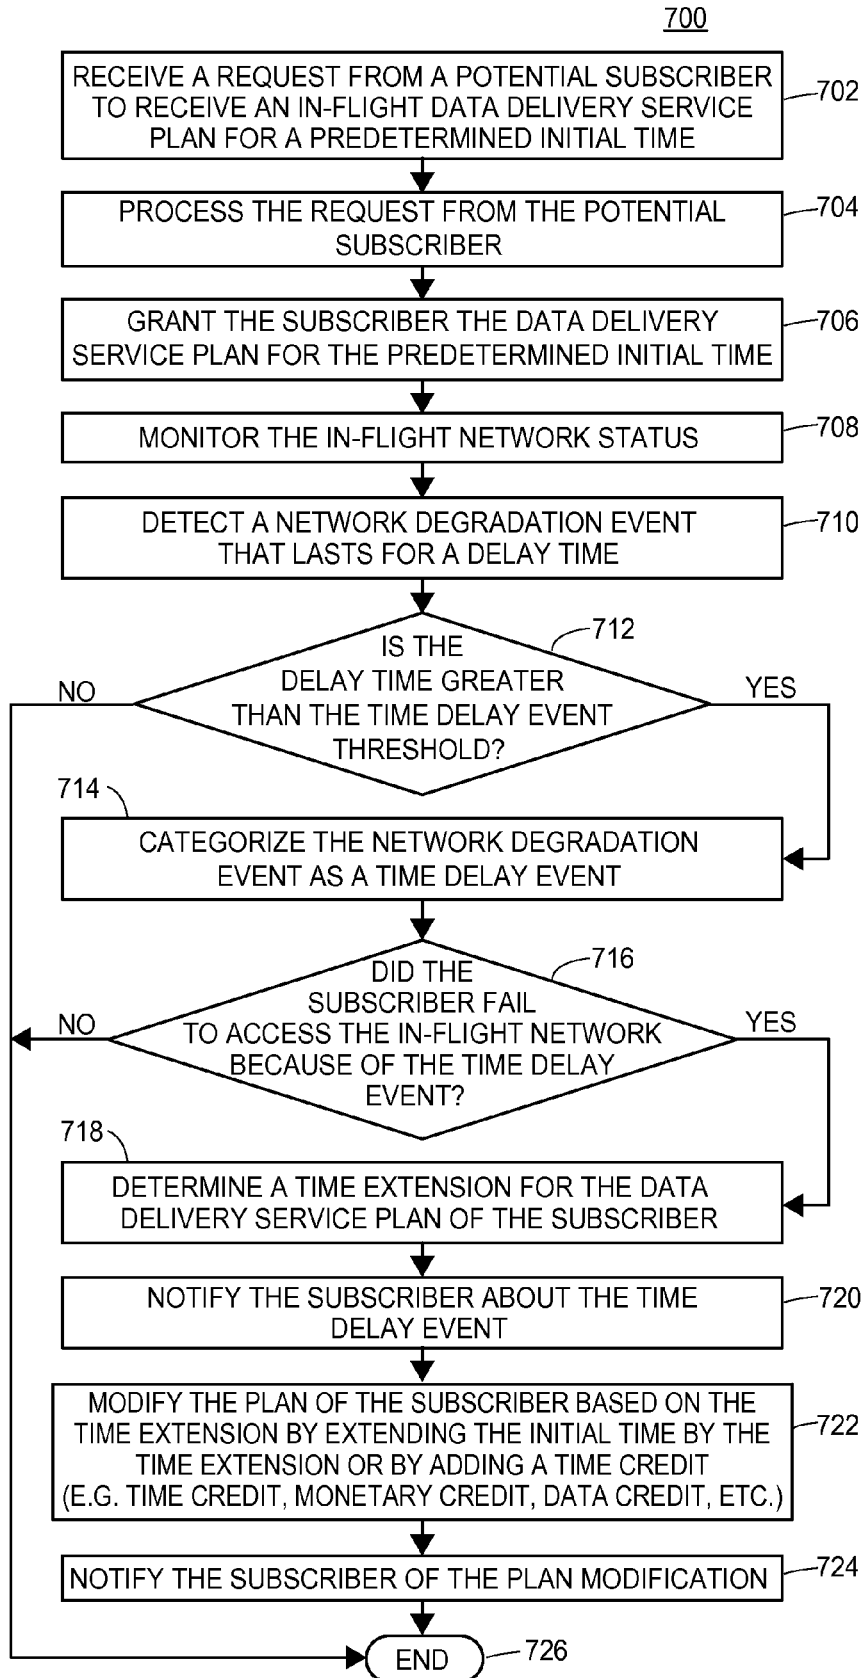 700
RECEIVE A REQUEST FROM A POTENTIAL SUBSCRIBER
TO RECEIVE AN IN-FLIGHT DATA DELIVERY SERVICE
PLAN FOR A PREDETERMINED INITIAL TIME
702
PROCESS THE REQUEST FROM THE POTENTIAL
SUBSCRIBER
704
GRANT THE SUBSCRIBER THE DATA DELIVERY
SERVICE PLAN FOR THE PREDETERMINED INITIAL TIME
706
MONITOR THE IN-FLIGHT NETWORK STATUS
708
DETECT A NETWORK DEGRADATION EVENT
THAT LASTS FOR A DELAY TIME
710
712
IS THE
DELAY TIME GREATER
THAN THE TIME DELAY EVENT
THRESHOLD?
NO
YES
714
CATEGORIZE THE NETWORK DEGRADATION
EVENT AS A TIME DELAY EVENT
716
DID THE
SUBSCRIBER FAIL
TO ACCESS THE IN-FLIGHT NETWORK
BECAUSE OF THE TIME DELAY
EVENT?
NO
YES
718
DETERMINE A TIME EXTENSION FOR THE DATA
DELIVERY SERVICE PLAN OF THE SUBSCRIBER
NOTIFY THE SUBSCRIBER ABOUT THE TIME
DELAY EVENT
720
MODIFY THE PLAN OF THE SUBSCRIBER BASED ON THE
TIME EXTENSION BY EXTENDING THE INITIAL TIME BY THE
TIME EXTENSION OR BY ADDING A TIME CREDIT
(E.G. TIME CREDIT, MONETARY CREDIT, DATA CREDIT, ETC.)
722
NOTIFY THE SUBSCRIBER OF THE PLAN MODIFICATION
724
END
726